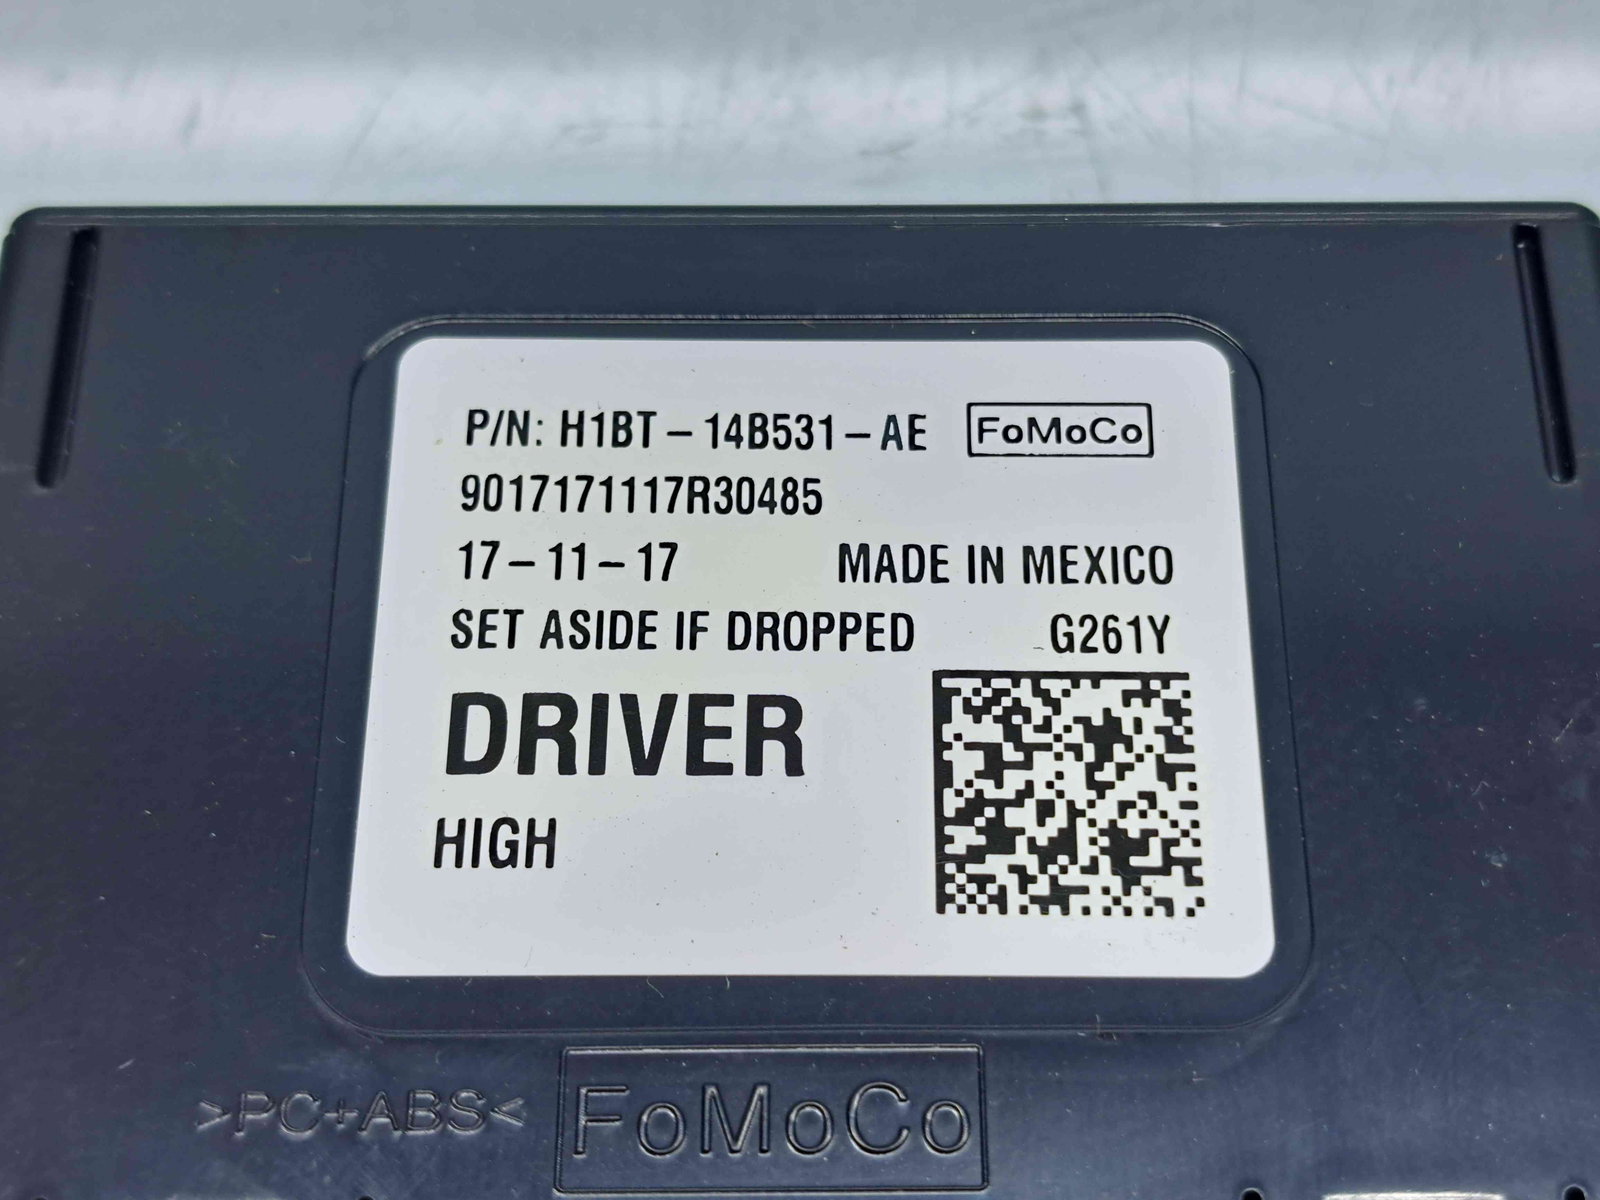 P/N: H1BT-14B531-AE FoMoCo
9017171117R30485
17-11-17 MADE IN MEXICO
SET ASIDE IF DROPPED G261Y
DRIVER
HIGH
>PC+ABS< FoMoCo